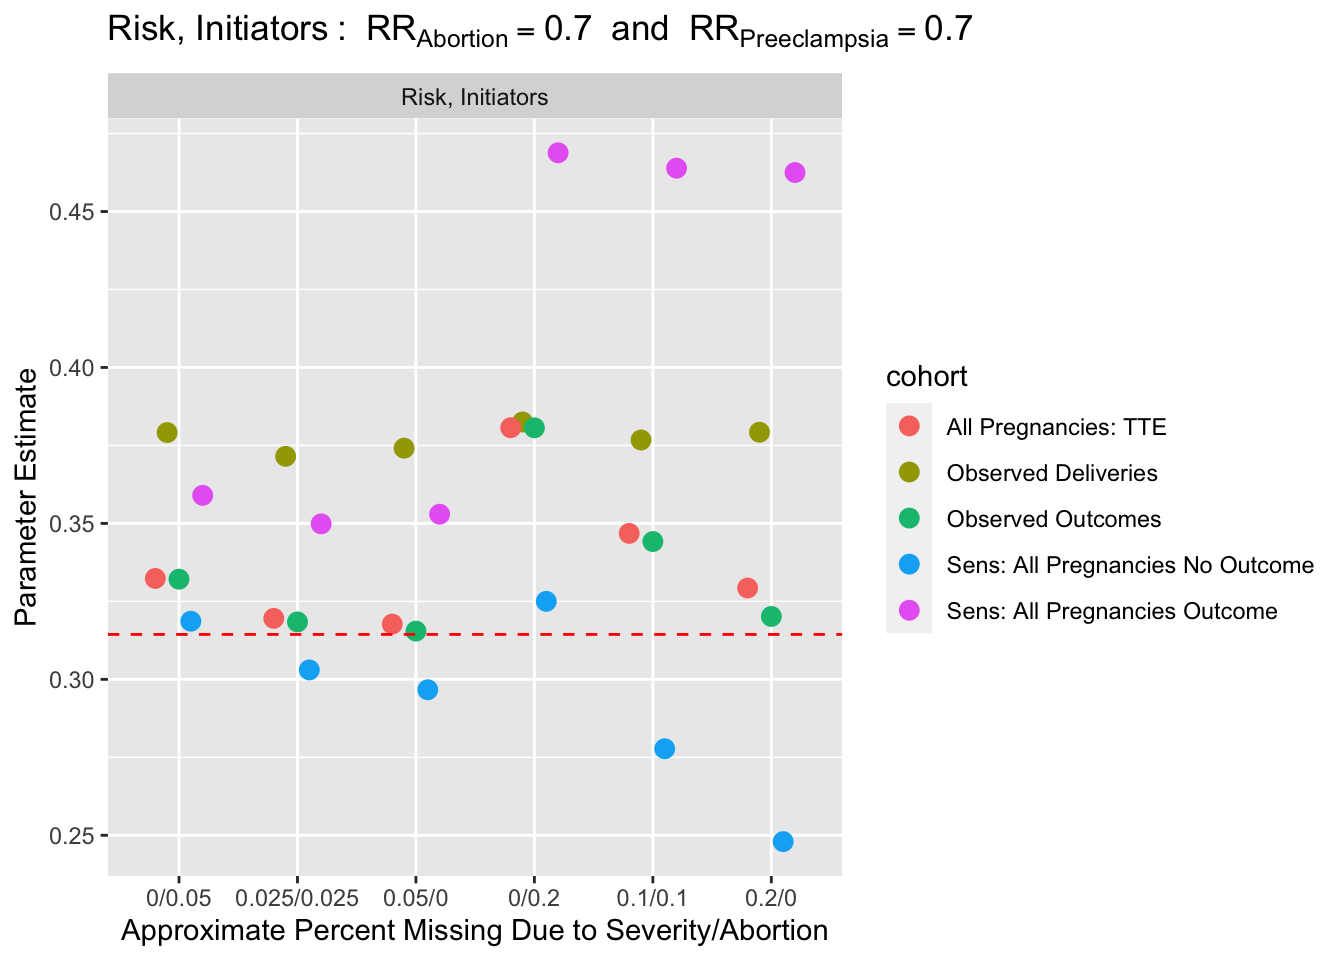 Risk, Initiators :  RR_Abortion = 0.7  and  RR_Preeclampsia = 0.7
Risk, Initiators
Parameter Estimate
0.45
0.40
0.35
0.30
0.25
0/0.05
0.025/0.025
0.05/0
0/0.2
0.1/0.1
0.2/0
Approximate Percent Missing Due to Severity/Abortion
cohort
All Pregnancies: TTE
Observed Deliveries
Observed Outcomes
Sens: All Pregnancies No Outcome
Sens: All Pregnancies Outcome